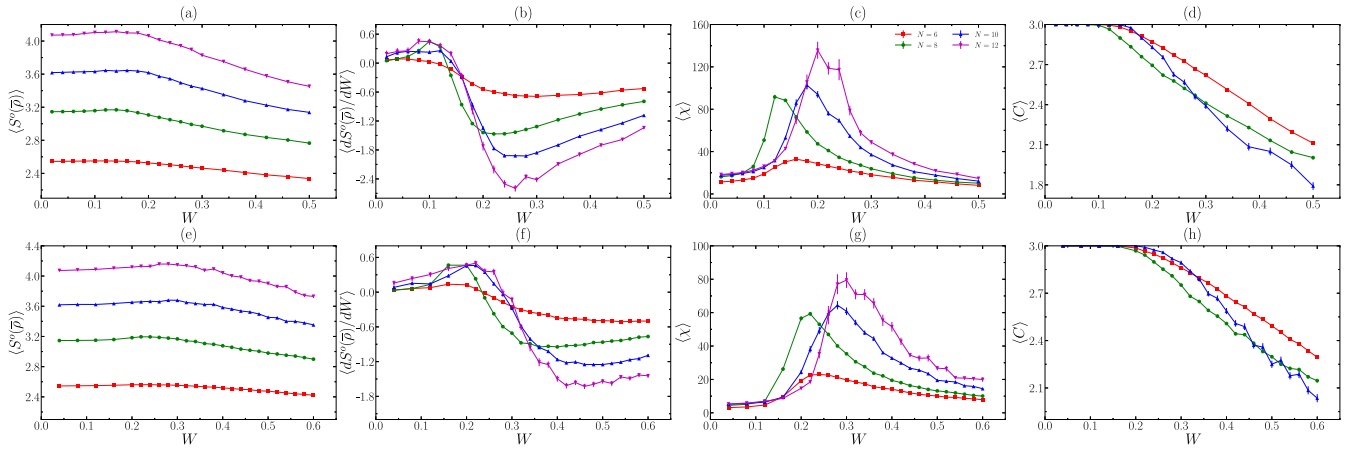 (a)
⟨S^o(ρ̅)⟩
4.0
3.6
3.2
2.8
2.4
0.0 0.1 0.2 0.3 0.4 0.5
W
(b)
⟨dS^o(ρ̅)/dW⟩
0.6
0.0
-0.6
-1.2
-1.8
-2.4
0.0 0.1 0.2 0.3 0.4 0.5
W
(c)
⟨χ⟩
160
120
80
40
0
N = 6 N = 10
N = 8 N = 12
0.0 0.1 0.2 0.3 0.4 0.5
W
(d)
⟨C⟩
3.0
2.7
2.4
2.1
1.8
0.0 0.1 0.2 0.3 0.4 0.5
W
(e)
⟨S^o(ρ̅)⟩
4.4
4.0
3.6
3.2
2.8
2.4
0.0 0.1 0.2 0.3 0.4 0.5 0.6
W
(f)
⟨dS^o(ρ̅)/dW⟩
0.6
0.0
-0.6
-1.2
-1.8
0.0 0.1 0.2 0.3 0.4 0.5 0.6
W
(g)
⟨χ⟩
100
80
60
40
20
0
0.0 0.1 0.2 0.3 0.4 0.5 0.6
W
(h)
⟨C⟩
3.0
2.7
2.4
2.1
1.8
0.0 0.1 0.2 0.3 0.4 0.5 0.6
W